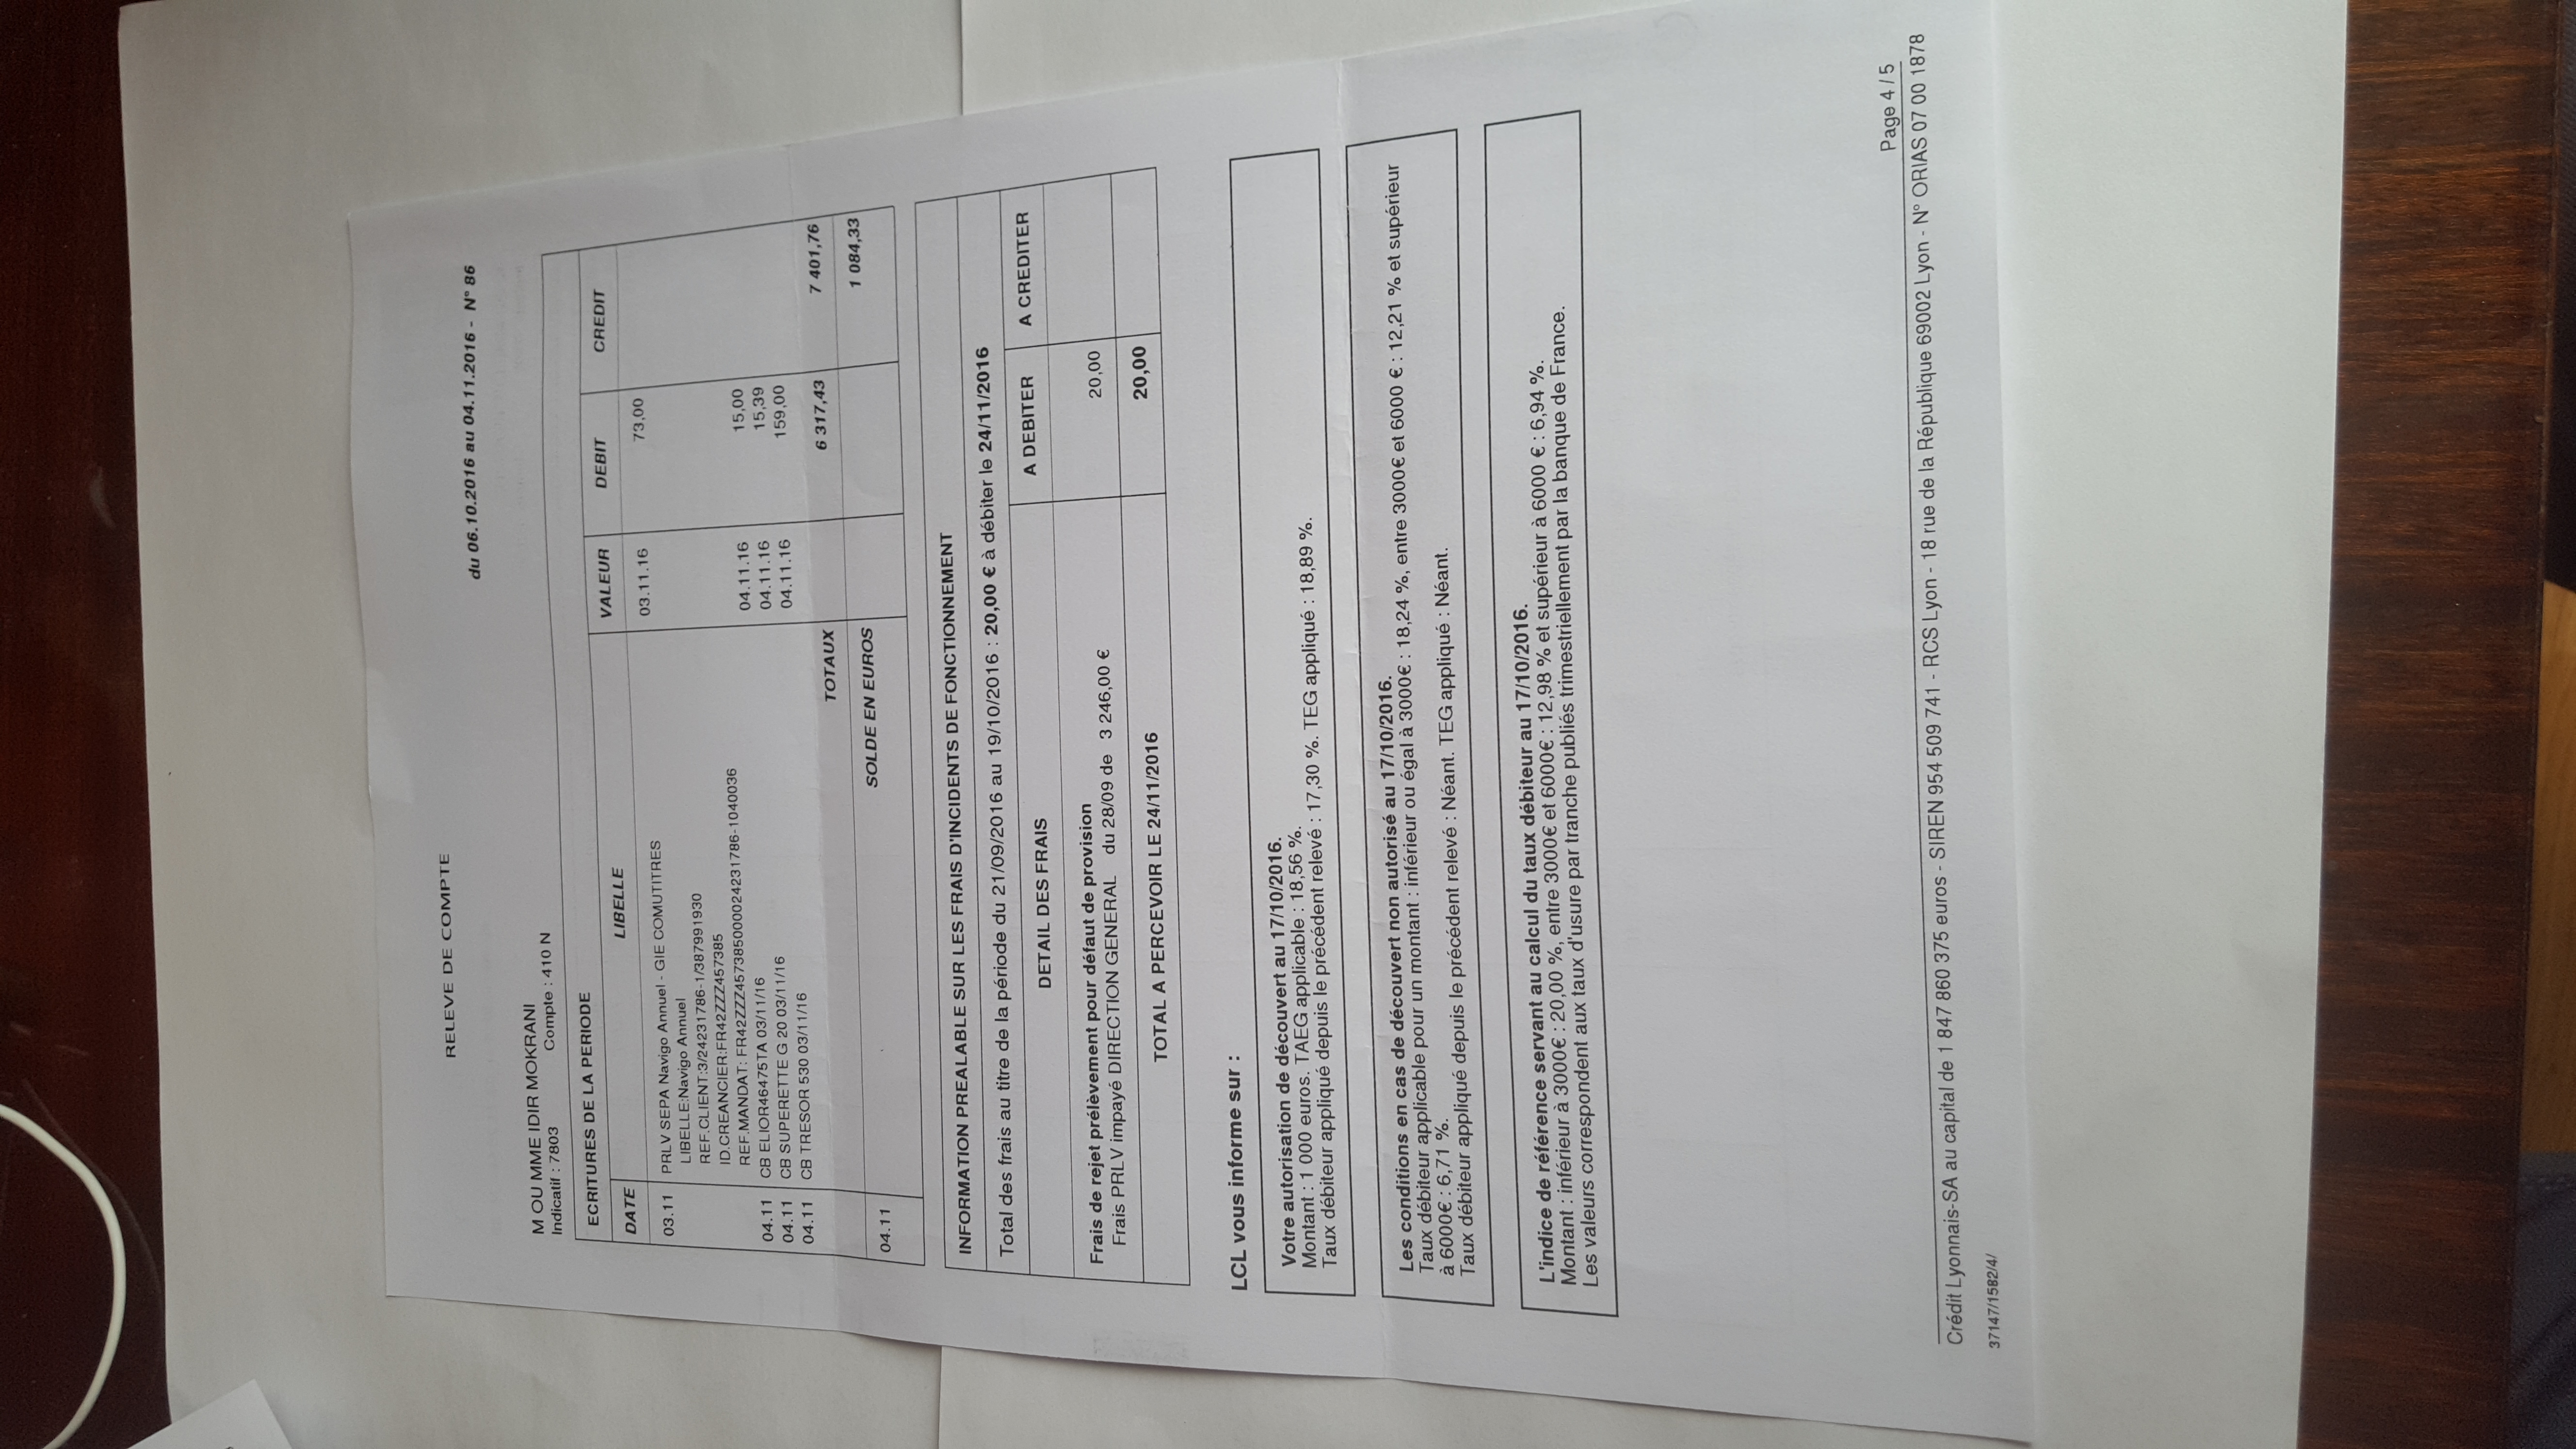 RELEVE DE COMPTE
du 06.10.2016 au 04.11.2016 - N° 86
M OU MME IDIR MOKRANI
Indicatif : 7803 Compte : 410 N
ECRITURES DE LA PERIODE
DATE LIBELLE VALEUR DEBIT CREDIT
03.11 PRLV SEPA Navigo Annuel - GIE COMUTITRES 03.11.16 73,00
LIBELLE:Navigo Annuel
REF.CLIENT:3/24231786-1/387991930
ID.CREANCIER:FR42ZZZ457385
REF.MANDAT: FR42ZZZ457385000024231786-1040036
04.11 CB ELIOR46475TA 03/11/16 04.11.16 15,00
04.11 CB SUPERETTE G 20 03/11/16 04.11.16 15,39
04.11 CB TRESOR 530 03/11/16 04.11.16 159,00
TOTAUX 6 317,43 7 401,76
04.11 SOLDE EN EUROS 1 084,33
INFORMATION PREALABLE SUR LES FRAIS D'INCIDENTS DE FONCTIONNEMENT
Total des frais au titre de la période du 21/09/2016 au 19/10/2016 : 20,00 € à débiter le 24/11/2016
DETAIL DES FRAIS A DEBITER A CREDITER
Frais de rejet prélèvement pour défaut de provision
Frais PRLV impayé DIRECTION GENERAL du 28/09 de 3 246,00 € 20,00
TOTAL A PERCEVOIR LE 24/11/2016 20,00
LCL vous informe sur :
Votre autorisation de découvert au 17/10/2016.
Montant : 1 000 euros. TAEG applicable : 18,56 %.
Taux débiteur appliqué depuis le précédent relevé : 17,30 %. TEG appliqué : 18,89 %.
Les conditions en cas de découvert non autorisé au 17/10/2016.
Taux débiteur applicable pour un montant : inférieur ou égal à 3000€ : 18,24 %, entre 3000€ et 6000 € : 12,21 % et supérieur
à 6000€ : 6,71 %.
Taux débiteur appliqué depuis le précédent relevé : Néant. TEG appliqué : Néant.
L'indice de référence servant au calcul du taux débiteur au 17/10/2016.
Montant : inférieur à 3000€ : 20,00 %, entre 3000€ et 6000€ : 12,98 % et supérieur à 6000 € : 6,94 %.
Les valeurs correspondent aux taux d'usure par tranche publiés trimestriellement par la banque de France.
Page 4 / 5
Crédit Lyonnais-SA au capital de 1 847 860 375 euros - SIREN 954 509 741 - RCS Lyon - 18 rue de la République 69002 Lyon - N° ORIAS 07 00 1878
37147/1582/4/